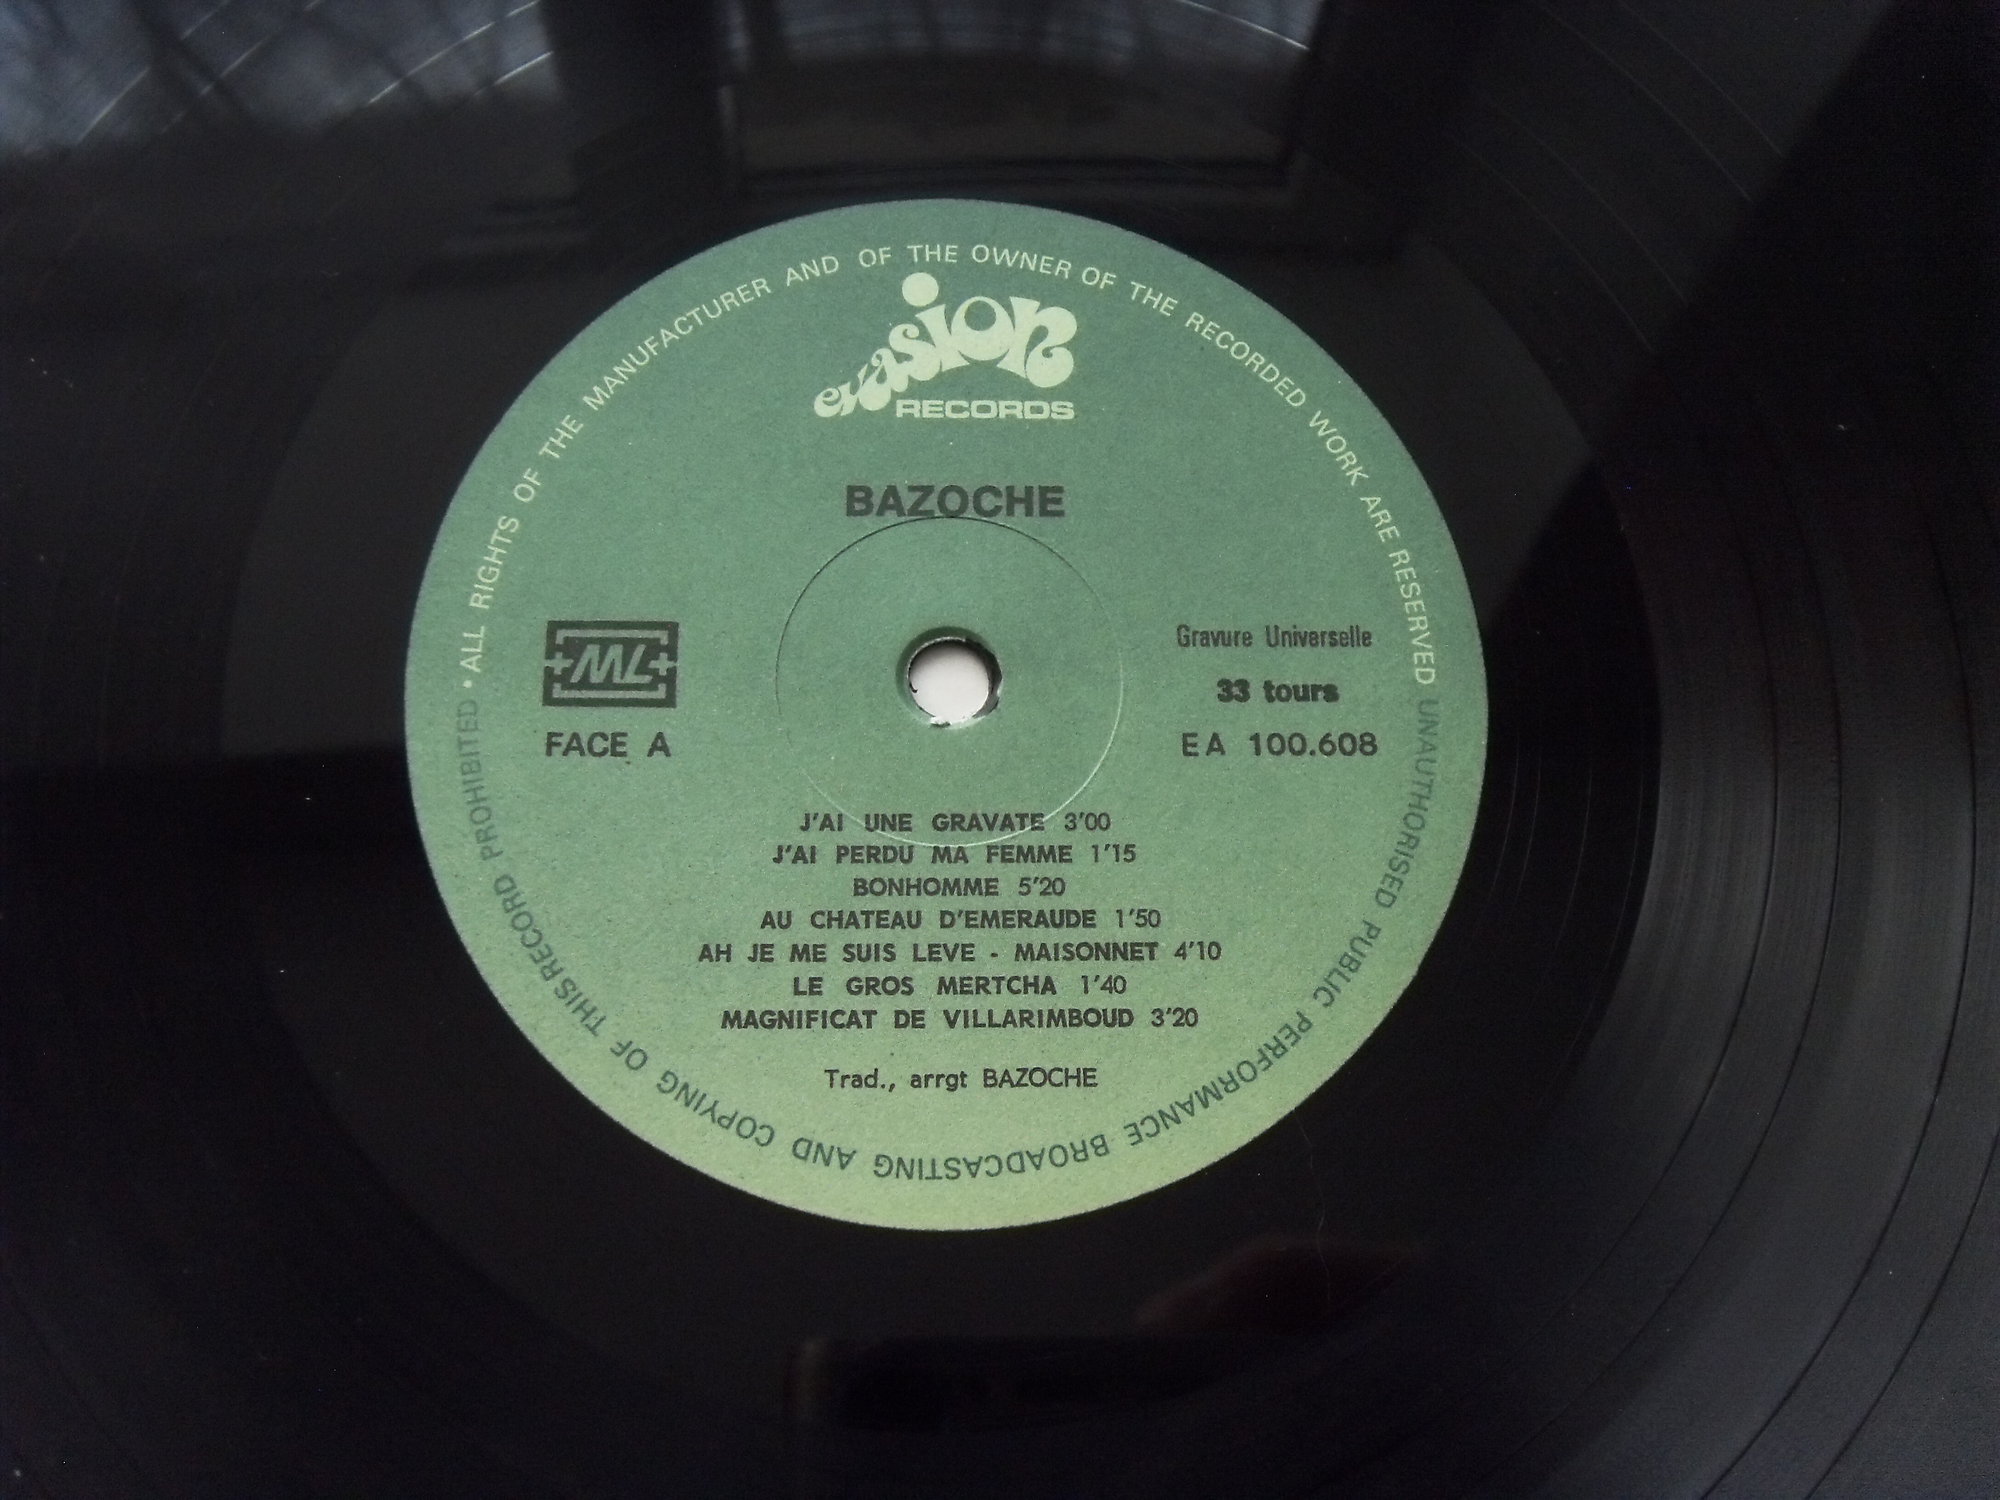 • ALL RIGHTS OF THE MANUFACTURER AND OF THE OWNER OF THE RECORDED WORK ARE RESERVED UNAUTHORISED PUBLIC PERFORMANCE BROADCASTING AND COPYING OF THIS RECORD PROHIBITED
evasion
RECORDS
BAZOCHE
ML
FACE A
Gravure Universelle
33 tours
EA 100.608
J'AI UNE GRAVATE 3'00
J'AI PERDU MA FEMME 1'15
BONHOMME 5'20
AU CHATEAU D'EMERAUDE 1'50
AH JE ME SUIS LEVE - MAISONNET 4'10
LE GROS MERTCHA 1'40
MAGNIFICAT DE VILLARIMBOUD 3'20
Trad., arrgt BAZOCHE